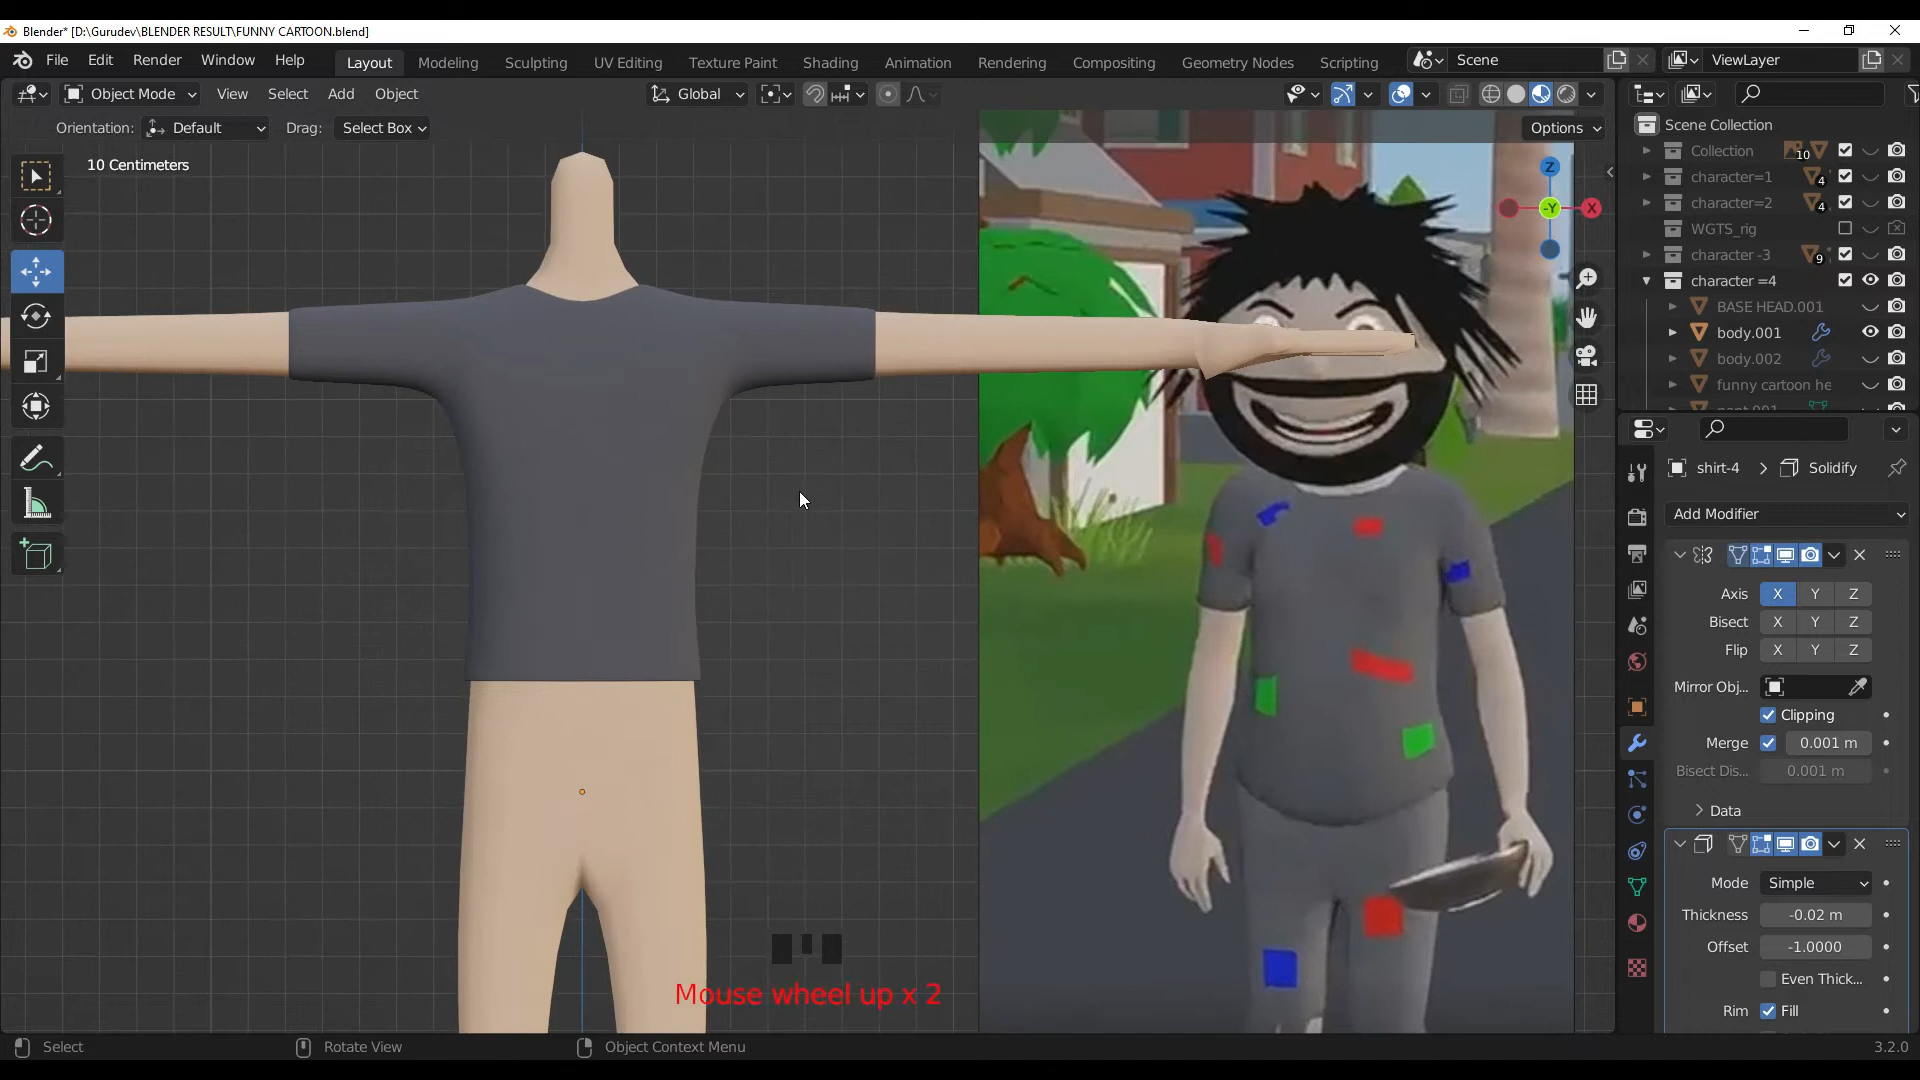 Blender* [D:\Gurudev\BLENDER RESULT\FUNNY CARTOON.blend]
File Edit Render Window Help Layout Modeling Sculpting UV Editing Texture Paint Shading Animation Rendering Compositing Geometry Nodes Scripting Scene ViewLayer
Object Mode View Select Add Object Global
Orientation: Default Drag: Select Box Options
Scene Collection
10 Centimeters
Collection 10
character=1 4
character=2 4
WGTS_rig
character -3 9
character =4
BASE HEAD.001
body.001
body.002
funny cartoon he
Z
-Y X
shirt-4 > Solidify
Add Modifier
Axis X Y Z
Bisect X Y Z
Flip X Y Z
Mirror Obj...
Clipping
Merge 0.001 m
Bisect Dis... 0.001 m
Data
Mode Simple
Thickness -0.02 m
Offset -1.0000
Even Thick...
Rim Fill
Mouse wheel up x 2
Select Rotate View Object Context Menu 3.2.0